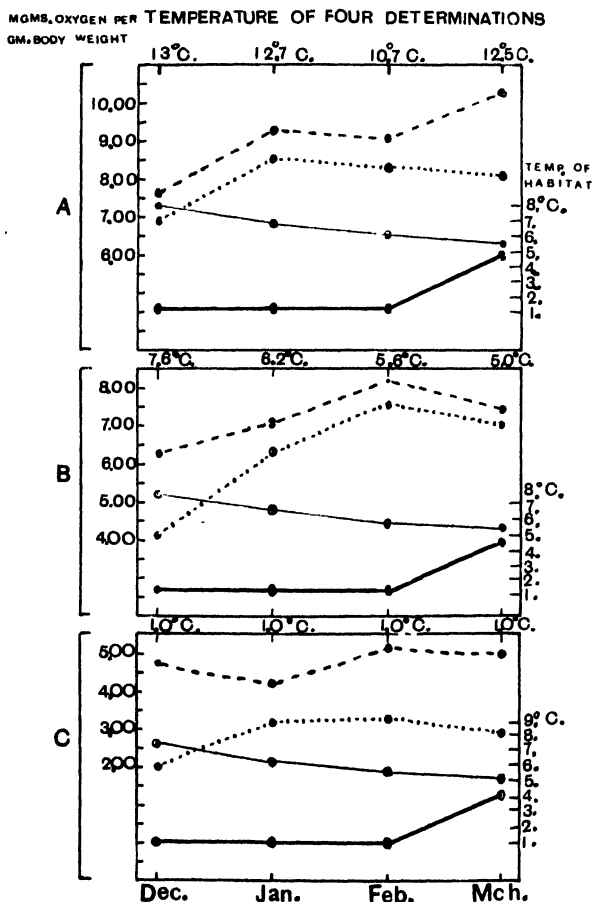 MGMS. OXYGEN PER TEMPERATURE OF FOUR DETERMINATIONS
GM. BODY WEIGHT
13°C. 12.7°C. 10.7°C. 12.5°C.
A
10.00
9.00
8.00
7.00
6.00
TEMP. OF
HABITAT
8.°C.
7.
6.
5.
4.
3.
2.
1.
7.6°C. 6.2°C. 5.6°C. 5.0°C.
B
8.00
7.00
6.00
5.00
4.00
8.°C.
7.
6.
5.
4.
3.
2.
1.
1.0°C. 1.0°C. 1.0°C. 1.0°C.
C
5.00
4.00
3.00
2.00
9.°C.
8.
7.
6.
5.
4.
3.
2.
1.
Dec. Jan. Feb. Mch.